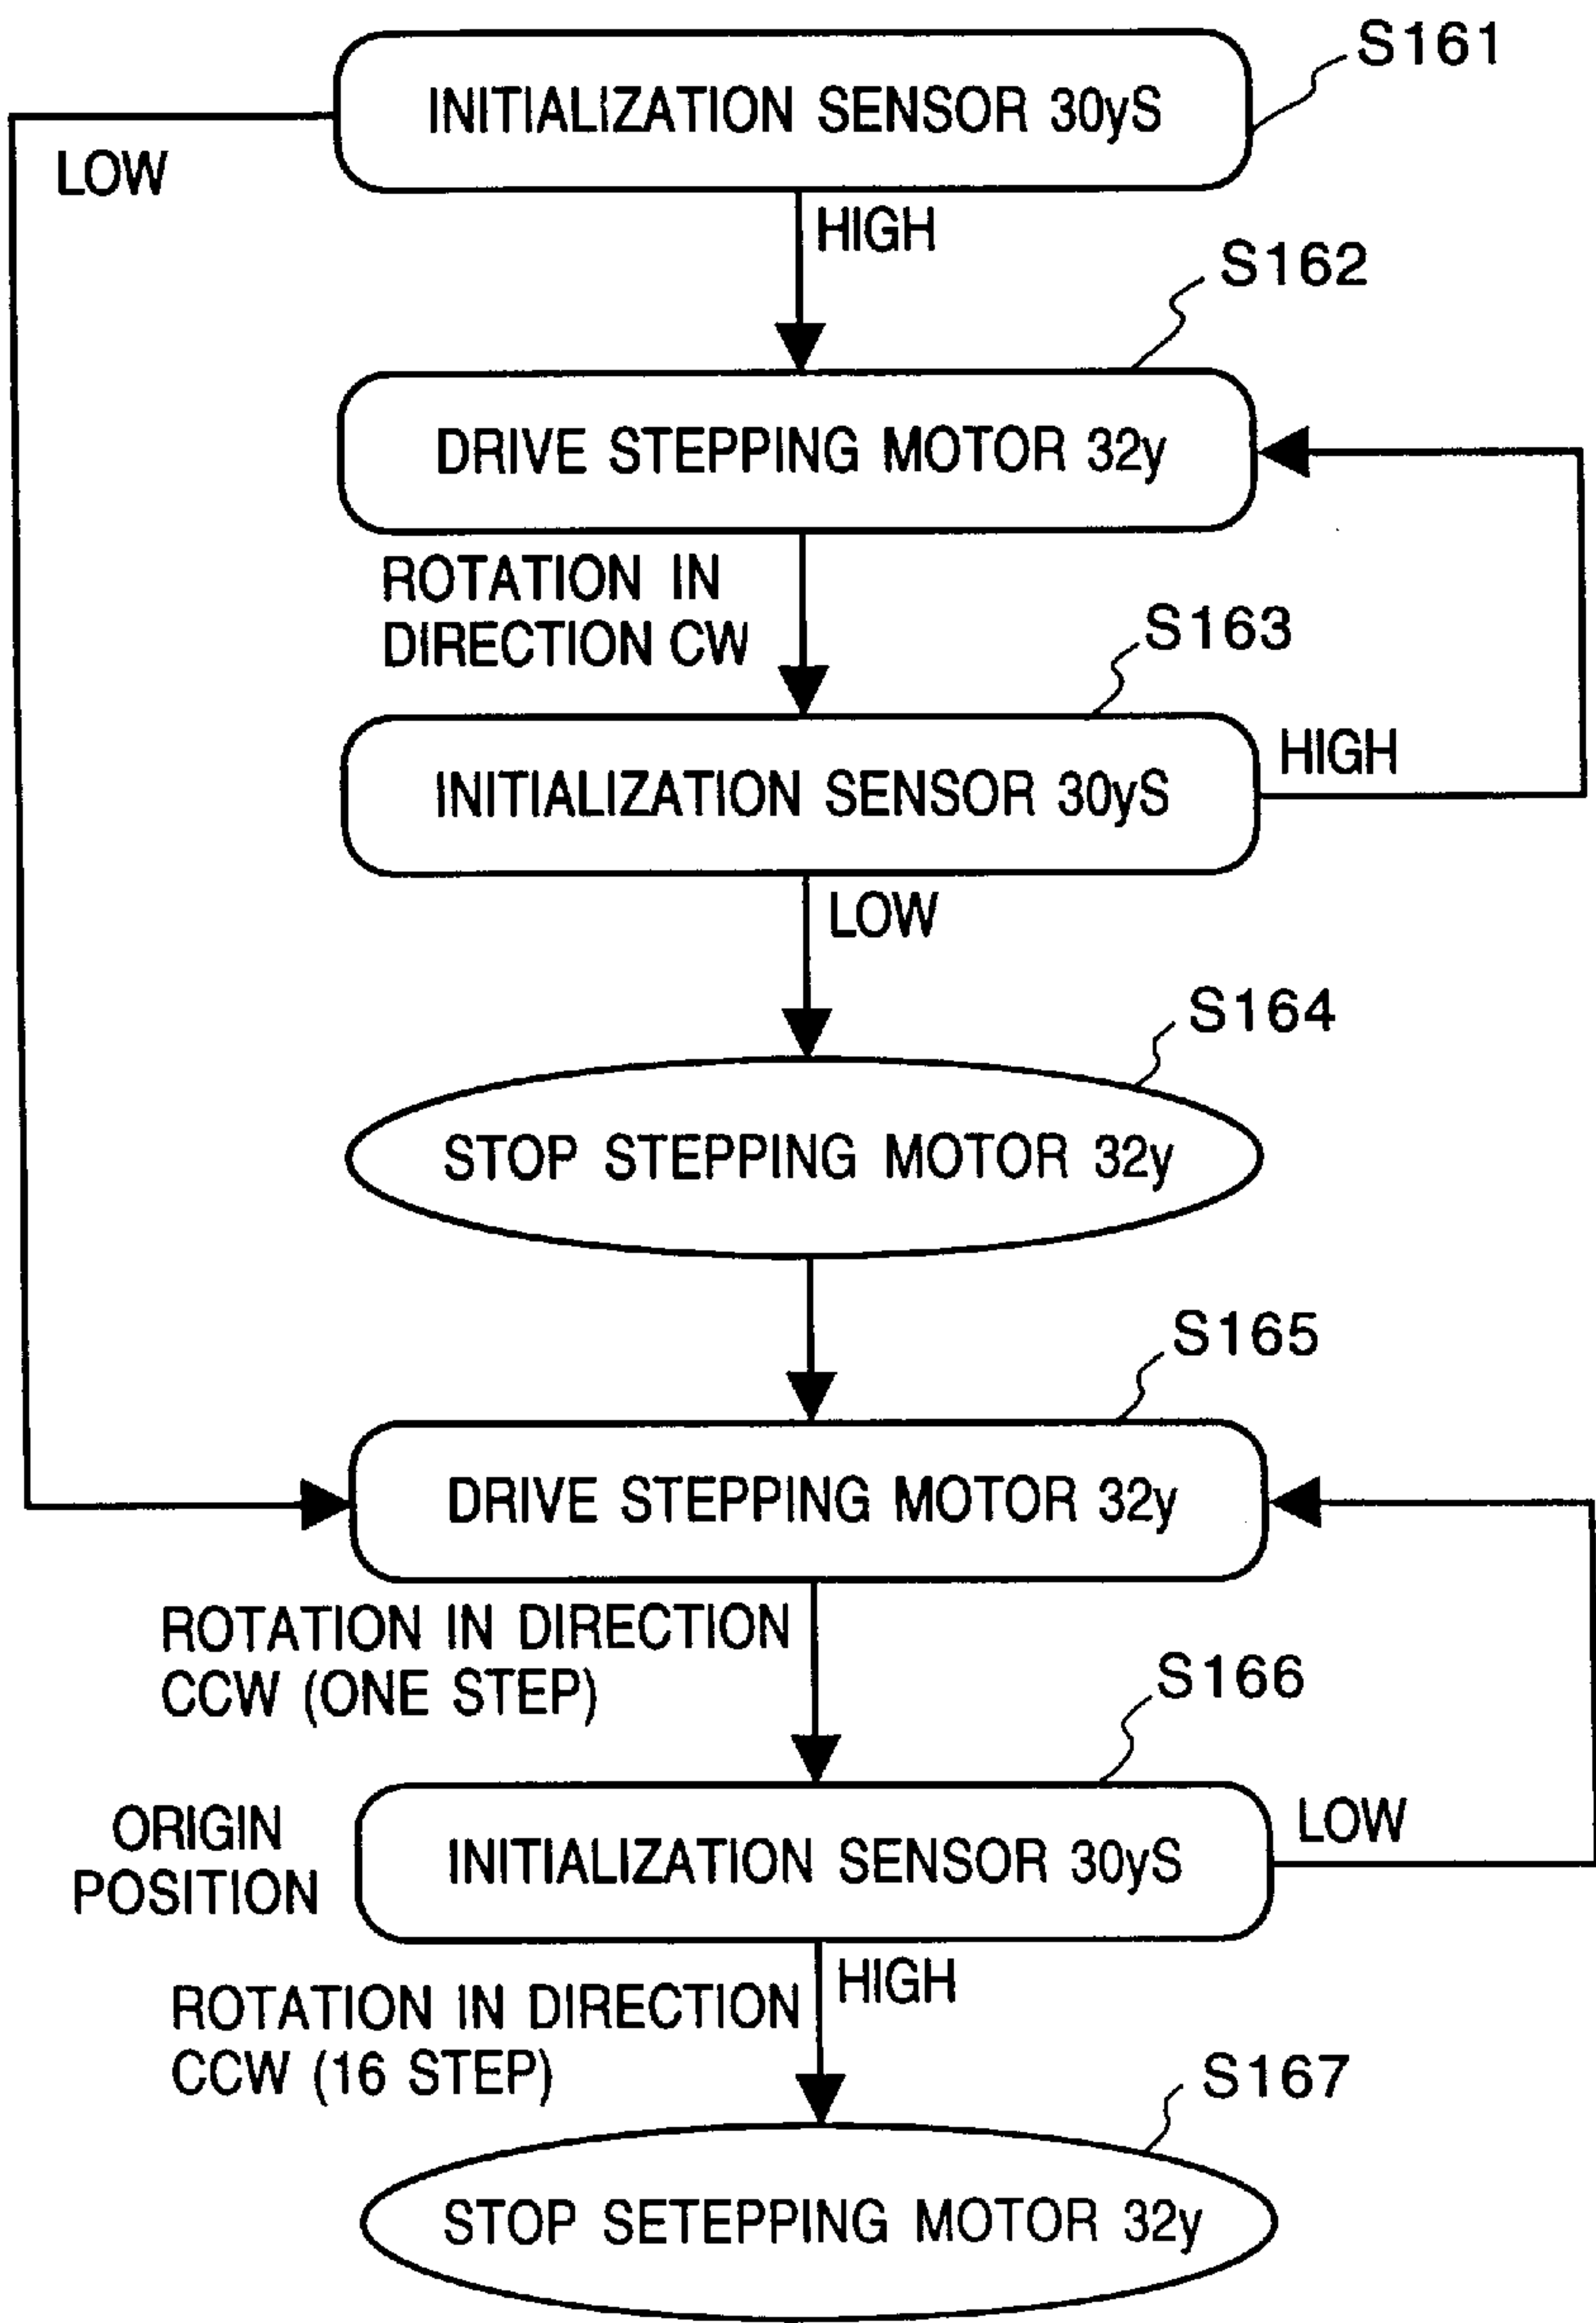 S161
INITIALIZATION SENSOR 30yS
LOW
HIGH
S162
DRIVE STEPPING MOTOR 32y
ROTATION IN
DIRECTION CW
S163
HIGH
INITIALIZATION SENSOR 30yS
LOW
S164
STOP STEPPING MOTOR 32y
S165
DRIVE STEPPING MOTOR 32y
ROTATION IN DIRECTION
CCW (ONE STEP)
S166
ORIGIN
POSITION
LOW
INITIALIZATION SENSOR 30yS
HIGH
ROTATION IN DIRECTION
CCW (16 STEP)
S167
STOP SETEPPING MOTOR 32y